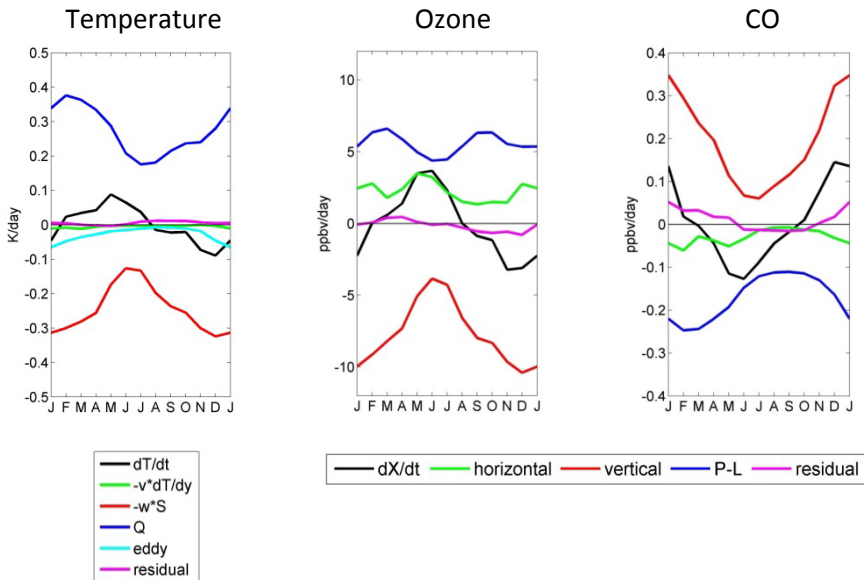 Temperature
Ozone
CO
0.5
0.4
0.3
0.2
0.1
0
-0.1
-0.2
-0.3
-0.4
-0.5
K/day
J F M A M J J A S O N D J
10
5
0
-5
-10
ppbv/day
J F M A M J J A S O N D J
0.4
0.3
0.2
0.1
0
-0.1
-0.2
-0.3
-0.4
ppbv/day
J F M A M J J A S O N D J
dT/dt
-v*dT/dy
-w*S
Q
eddy
residual
dX/dt horizontal vertical P-L residual